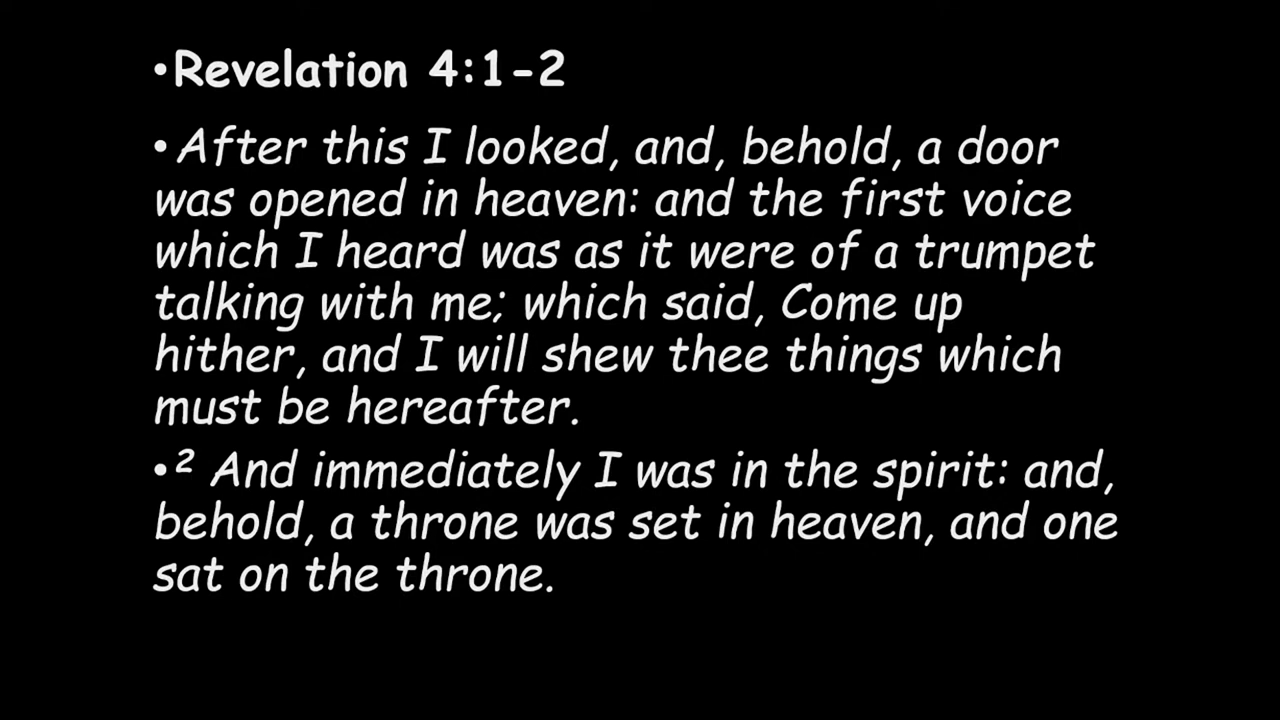 •Revelation 4:1-2
•After this I looked, and, behold, a door
was opened in heaven: and the first voice
which I heard was as it were of a trumpet
talking with me; which said, Come up
hither, and I will shew thee things which
must be hereafter.
•² And immediately I was in the spirit: and,
behold, a throne was set in heaven, and one
sat on the throne.